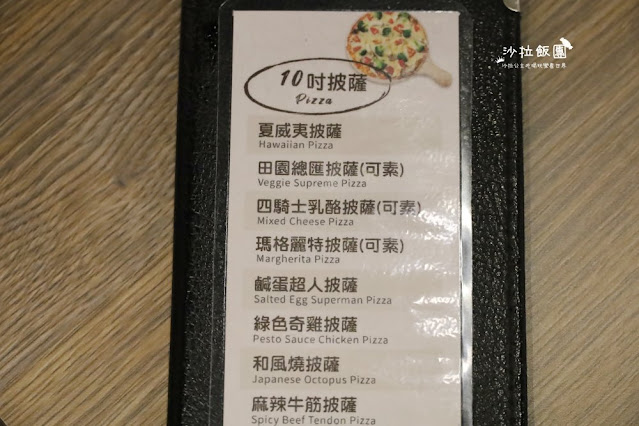 沙拉飯團
10吋披薩
Pizza
夏威夷披薩
Hawaiian Pizza
田園總匯披薩(可素)
Veggie Supreme Pizza
四騎士乳酪披薩(可素)
Mixed Cheese Pizza
瑪格麗特披薩(可素)
Margherita Pizza
鹹蛋超人披薩
Salted Egg Superman Pizza
綠色奇雞披薩
Pesto Sauce Chicken Pizza
和風燒披薩
Japanese Octopus Pizza
麻辣牛筋披薩
Spicy Beef Tendon Pizza